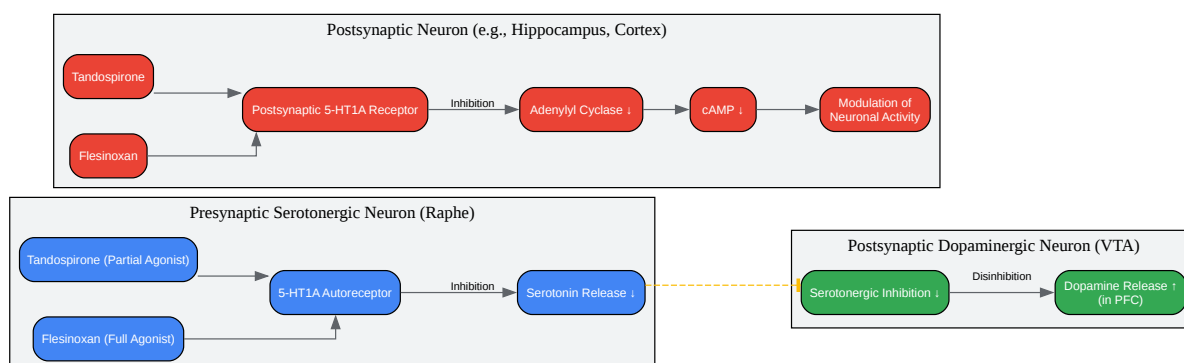 Postsynaptic Neuron (e.g., Hippocampus, Cortex)
Tandospirone
Flesinoxan
Postsynaptic 5-HT1A Receptor
Inhibition
Adenylyl Cyclase ↓
cAMP ↓
Modulation of
Neuronal Activity
Presynaptic Serotonergic Neuron (Raphe)
Tandospirone (Partial Agonist)
Flesinoxan (Full Agonist)
5-HT1A Autoreceptor
Inhibition
Serotonin Release ↓
Postsynaptic Dopaminergic Neuron (VTA)
Serotonergic Inhibition ↓
Disinhibition
Dopamine Release ↑
(in PFC)